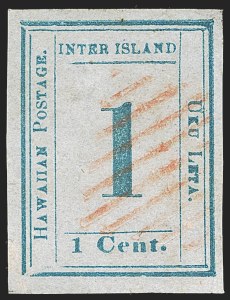 INTER ISLAND
HAWAIIAN POSTAGE.
1
UKU LETA.
1 Cent.